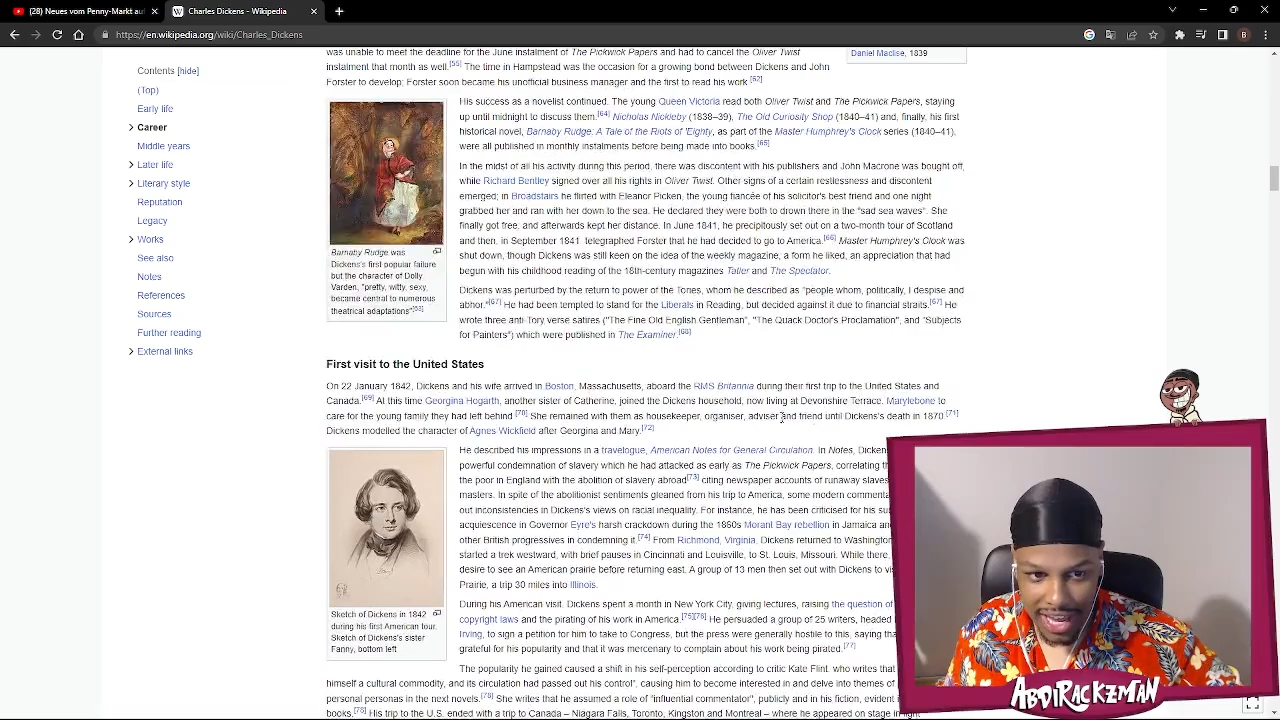 (28) Neues vom Penny-Markt auf
Charles Dickens - Wikipedia
https://en.wikipedia.org/wiki/Charles_Dickens
Contents [hide]
(Top)
Early life
Career
Middle years
Later life
Literary style
Reputation
Legacy
Works
See also
Notes
References
Sources
Further reading
External links
was unable to meet the deadline for the June instalment of The Pickwick Papers and had to cancel the Oliver Twist
instalment that month as well.[55] The time in Hampstead was the occasion for a growing bond between Dickens and John
Forster to develop; Forster soon became his unofficial business manager and the first to read his work.[62]
Daniel Maclise, 1839
Barnaby Rudge was
Dickens's first popular failure
but the character of Dolly
Varden, "pretty, witty, sexy,
became central to numerous
theatrical adaptations"[63]
His success as a novelist continued. The young Queen Victoria read both Oliver Twist and The Pickwick Papers, staying
up until midnight to discuss them.[64] Nicholas Nickleby (1838–39), The Old Curiosity Shop (1840–41) and, finally, his first
historical novel, Barnaby Rudge: A Tale of the Riots of 'Eighty, as part of the Master Humphrey's Clock series (1840–41),
were all published in monthly instalments before being made into books.[65]
In the midst of all his activity during this period, there was discontent with his publishers and John Macrone was bought off,
while Richard Bentley signed over all his rights in Oliver Twist. Other signs of a certain restlessness and discontent
emerged; in Broadstairs he flirted with Eleanor Picken, the young fiancée of his solicitor's best friend and one night
grabbed her and ran with her down to the sea. He declared they were both to drown there in the "sad sea waves". She
finally got free, and afterwards kept her distance. In June 1841, he precipitously set out on a two-month tour of Scotland
and then, in September 1841, telegraphed Forster that he had decided to go to America.[66] Master Humphrey's Clock was
shut down, though Dickens was still keen on the idea of the weekly magazine, a form he liked, an appreciation that had
begun with his childhood reading of the 18th-century magazines Tatler and The Spectator.
Dickens was perturbed by the return to power of the Tories, whom he described as "people whom, politically, I despise and
abhor."[67] He had been tempted to stand for the Liberals in Reading, but decided against it due to financial straits.[67] He
wrote three anti-Tory verse satires ("The Fine Old English Gentleman", "The Quack Doctor's Proclamation", and "Subjects
for Painters") which were published in The Examiner.[68]
First visit to the United States
On 22 January 1842, Dickens and his wife arrived in Boston, Massachusetts, aboard the RMS Britannia during their first trip to the United States and
Canada.[69] At this time Georgina Hogarth, another sister of Catherine, joined the Dickens household, now living at Devonshire Terrace, Marylebone to
care for the young family they had left behind.[70] She remained with them as housekeeper, organiser, adviser and friend until Dickens's death in 1870.[71]
Dickens modelled the character of Agnes Wickfield after Georgina and Mary.[72]
Sketch of Dickens in 1842
during his first American tour.
Sketch of Dickens's sister
Fanny, bottom left
He described his impressions in a travelogue, American Notes for General Circulation. In Notes, Dicken
powerful condemnation of slavery which he had attacked as early as The Pickwick Papers, correlating th
the poor in England with the abolition of slavery abroad[73] citing newspaper accounts of runaway slaves
masters. In spite of the abolitionist sentiments gleaned from his trip to America, some modern
out inconsistencies in Dickens's views on racial inequality. For instance, he has been criticised for his su
acquiescence in Governor Eyre's harsh crackdown during the 1860s Morant Bay rebellion in Jamaica an
other British progressives in condemning it.[74] From Richmond, Virginia, Dickens returned to Washington
started a trek westward, with brief pauses in Cincinnati and Louisville, to St. Louis, Missouri. While there,
desire to see an American prairie before returning east. A group of 13 men then set out with Dickens to vi
Prairie, a trip 30 miles into Illinois.
During his American visit, Dickens spent a month in New York City, giving lectures, raising the question of
copyright laws and the pirating of his work in America.[75][76] He persuaded a group of 25 writers, headed
Irving, to sign a petition for him to take to Congress, but the press were generally hostile to this, saying tha
grateful for his popularity and that it was mercenary to complain about his work being pirated.[77]
The popularity he gained caused a shift in his self-perception according to critic Kate Flint, who writes that
himself a cultural commodity, and its circulation had passed out his control", causing him to become interested in and delve into themes of
personal personas in the novels.[78] She writes that he assumed a role of "influential commentator", publicly and in his fiction, evident i
books.[78] His trip to the U.S. ended with a trip to Canada – Niagara Falls, Toronto, Kingston and Montreal – where he appeared on stage in
ABDIRACKZMAN